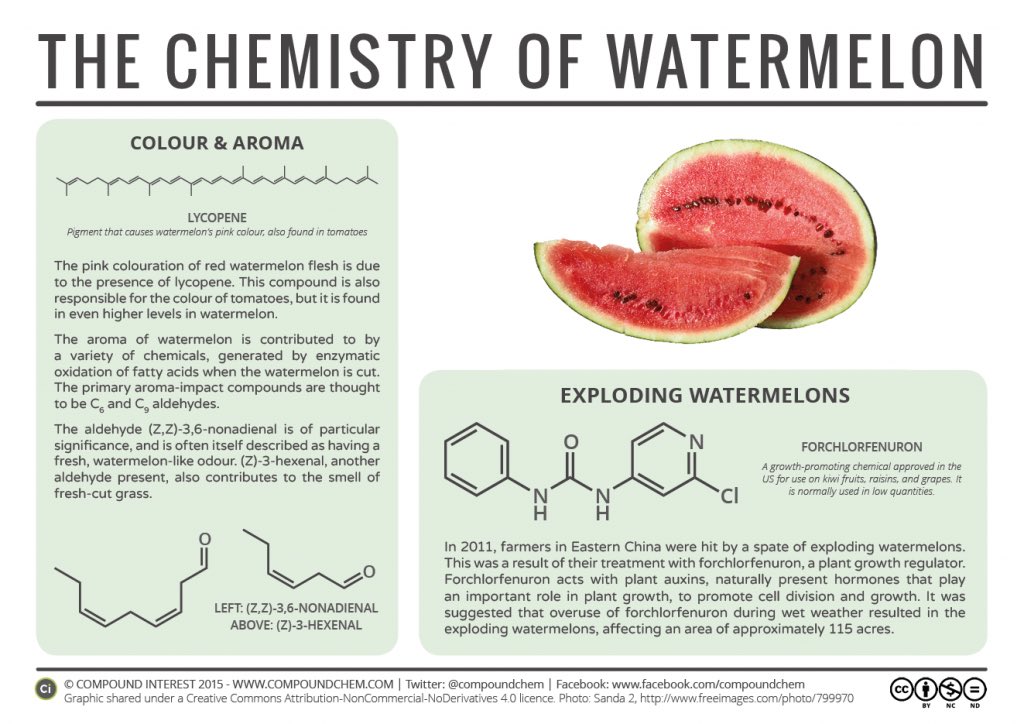 THE CHEMISTRY OF WATERMELON
COLOUR & AROMA
LYCOPENE
Pigment that causes watermelon's pink colour, also found in tomatoes
The pink colouration of red watermelon flesh is due
to the presence of lycopene. This compound is also
responsible for the colour of tomatoes, but it is found
in even higher levels in watermelon.
The aroma of watermelon is contributed to by
a variety of chemicals, generated by enzymatic
oxidation of fatty acids when the watermelon is cut.
The primary aroma-impact compounds are thought
to be C₆ and C₉ aldehydes.
The aldehyde (Z,Z)-3,6-nonadienal is of particular
significance, and is often itself described as having a
fresh, watermelon-like odour. (Z)-3-hexenal, another
aldehyde present, also contributes to the smell of
fresh-cut grass.
O
O
LEFT: (Z,Z)-3,6-NONADIENAL
ABOVE: (Z)-3-HEXENAL
EXPLODING WATERMELONS
O
N
N
H
N
H
Cl
FORCHLORFENURON
A growth-promoting chemical approved in the
US for use on kiwi fruits, raisins, and grapes. It
is normally used in low quantities.
In 2011, farmers in Eastern China were hit by a spate of exploding watermelons.
This was a result of their treatment with forchlorfenuron, a plant growth regulator.
Forchlorfenuron acts with plant auxins, naturally present hormones that play
an important role in plant growth, to promote cell division and growth. It was
suggested that overuse of forchlorfenuron during wet weather resulted in the
exploding watermelons, affecting an area of approximately 115 acres.
Ci
© COMPOUND INTEREST 2015 - WWW.COMPOUNDCHEM.COM | Twitter: @compoundchem | Facebook: www.facebook.com/compoundchem
Graphic shared under a Creative Commons Attribution-NonCommercial-NoDerivatives 4.0 licence. Photo: Sanda 2, http://www.freeimages.com/photo/799970
cc
BY NC ND